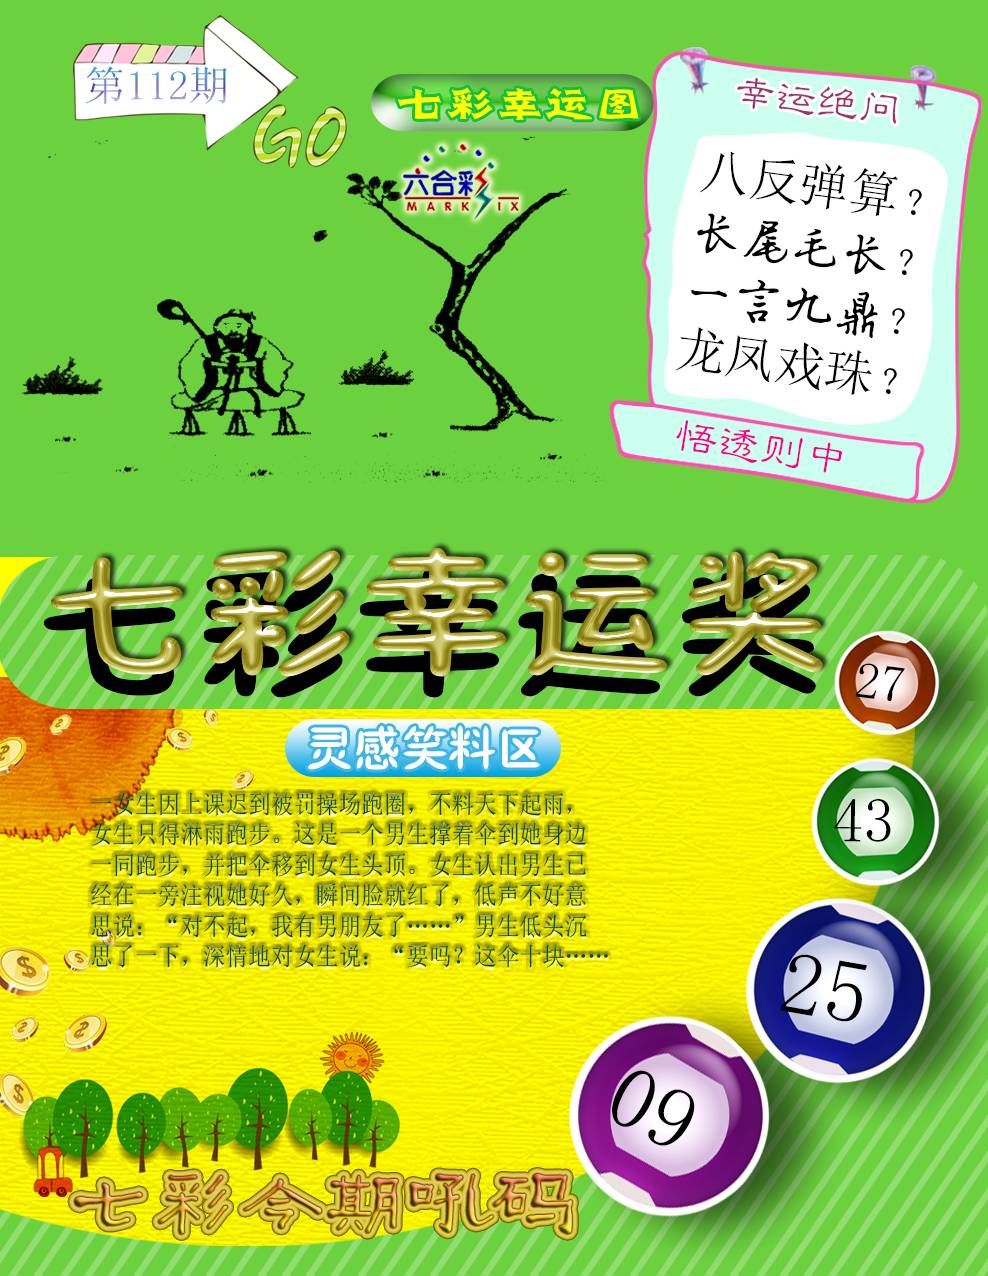 第112期
GO
七彩幸运图
六合彩
MARK SIX
幸运绝问
八反弹算？
长尾毛长？
一言九鼎？
龙凤戏珠？
悟透则中
七彩幸运奖
27
灵感笑料区
一女生因上课迟到被罚操场跑圈，不料天下起雨，
女生只得淋雨跑步。这是一个男生撑着伞到她身边
一同跑步，并把伞移到女生头顶。女生认出男生已
经在一旁注视她好久，瞬间脸就红了，低声不好意
思说：“对不起，我有男朋友了……”男生低头沉
思了一下，深情地对女生说：“要吗？这伞十块……
43
25
09
七彩今期吼码